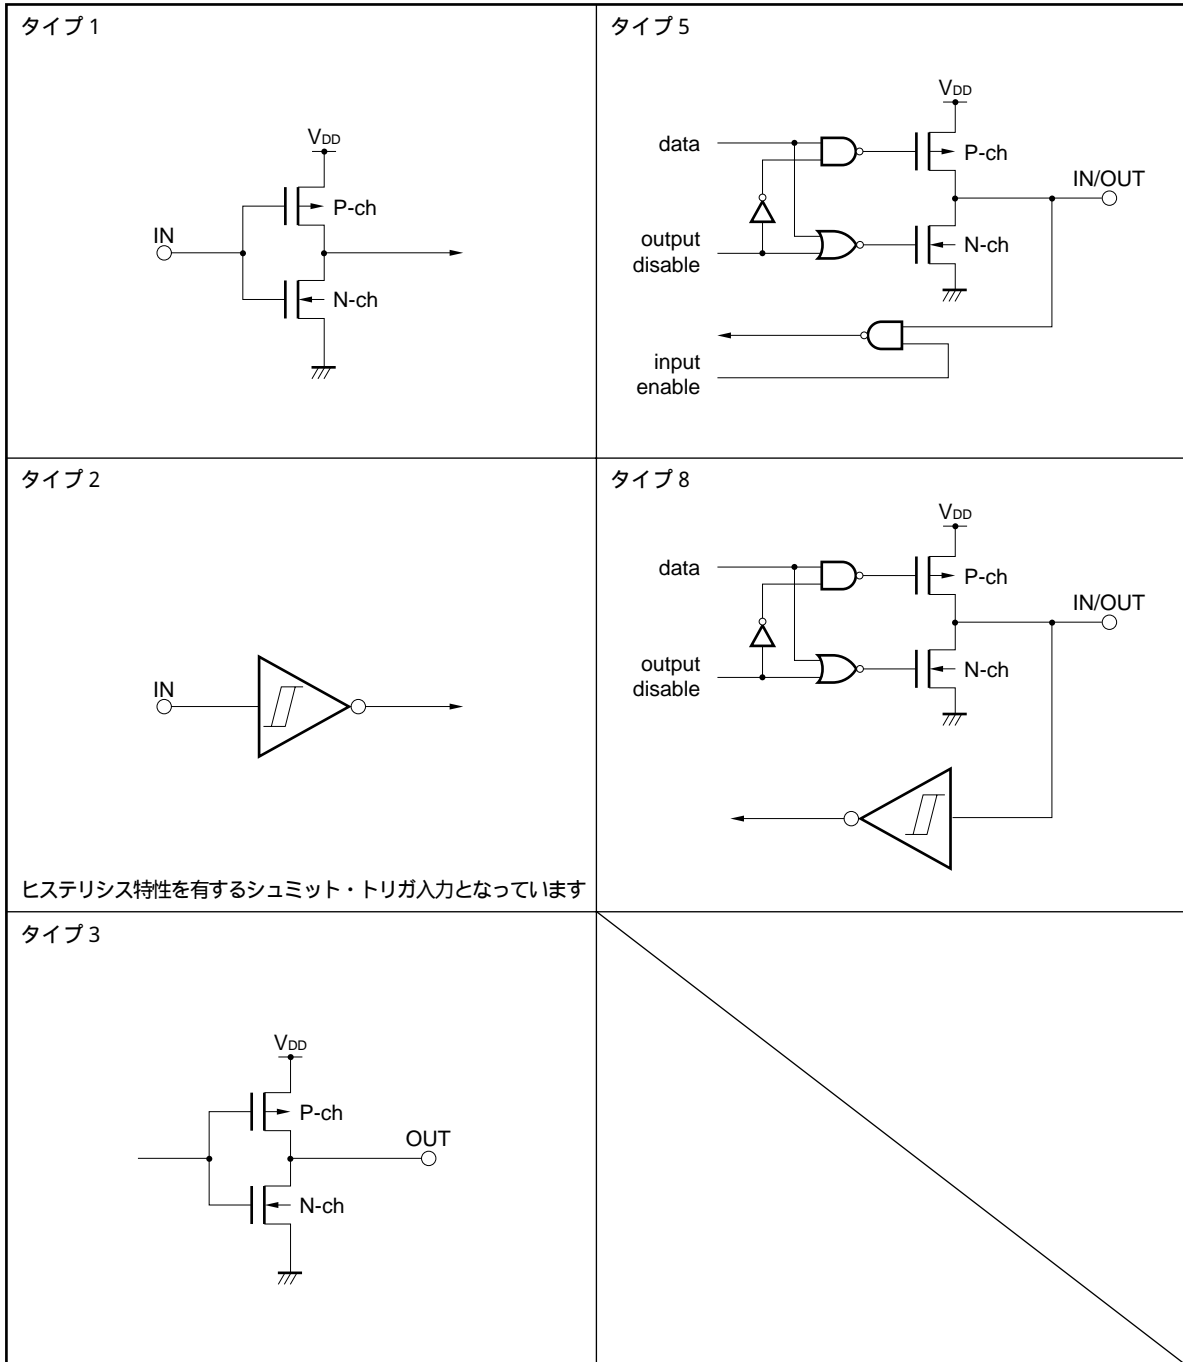 タイプ 1
VDD
P-ch
IN
N-ch
タイプ 5
VDD
data
P-ch
IN/OUT
output
disable
N-ch
input
enable
タイプ 2
IN
ヒステリシス特性を有するシュミット・トリガ入力となっています
タイプ 8
VDD
data
P-ch
IN/OUT
output
disable
N-ch
タイプ 3
VDD
P-ch
OUT
N-ch